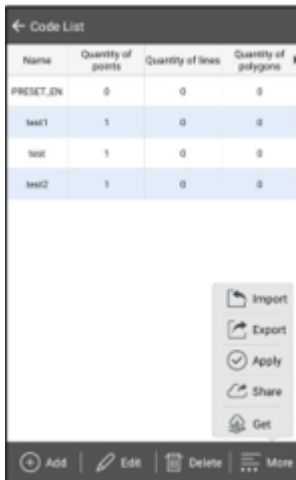 Code List
Name Quantity of points Quantity of lines Quantity of polygons
PRESET_EN 0 0 0
test1 1 0 0
test 1 0 0
test2 1 0 0
Import
Export
Apply
Share
Get
Add Edit Delete More